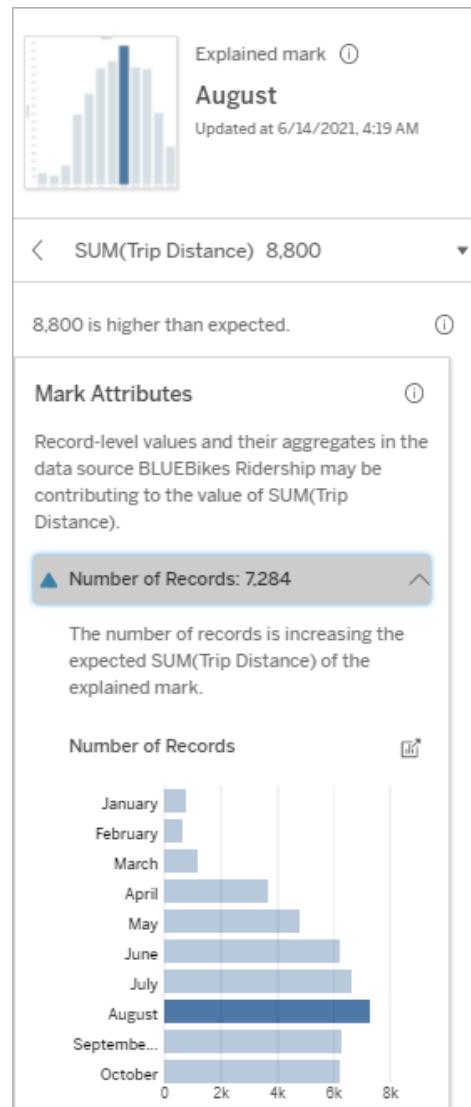 Explained mark
August
Updated at 6/14/2021, 4:19 AM
SUM(Trip Distance) 8,800
8,800 is higher than expected.
Mark Attributes
Record-level values and their aggregates in the
data source BLUEBikes Ridership may be
contributing to the value of SUM(Trip
Distance).
Number of Records: 7,284
The number of records is increasing the
expected SUM(Trip Distance) of the
explained mark.
Number of Records
January
February
March
April
May
June
July
August
Septembe...
October
0 2k 4k 6k 8k